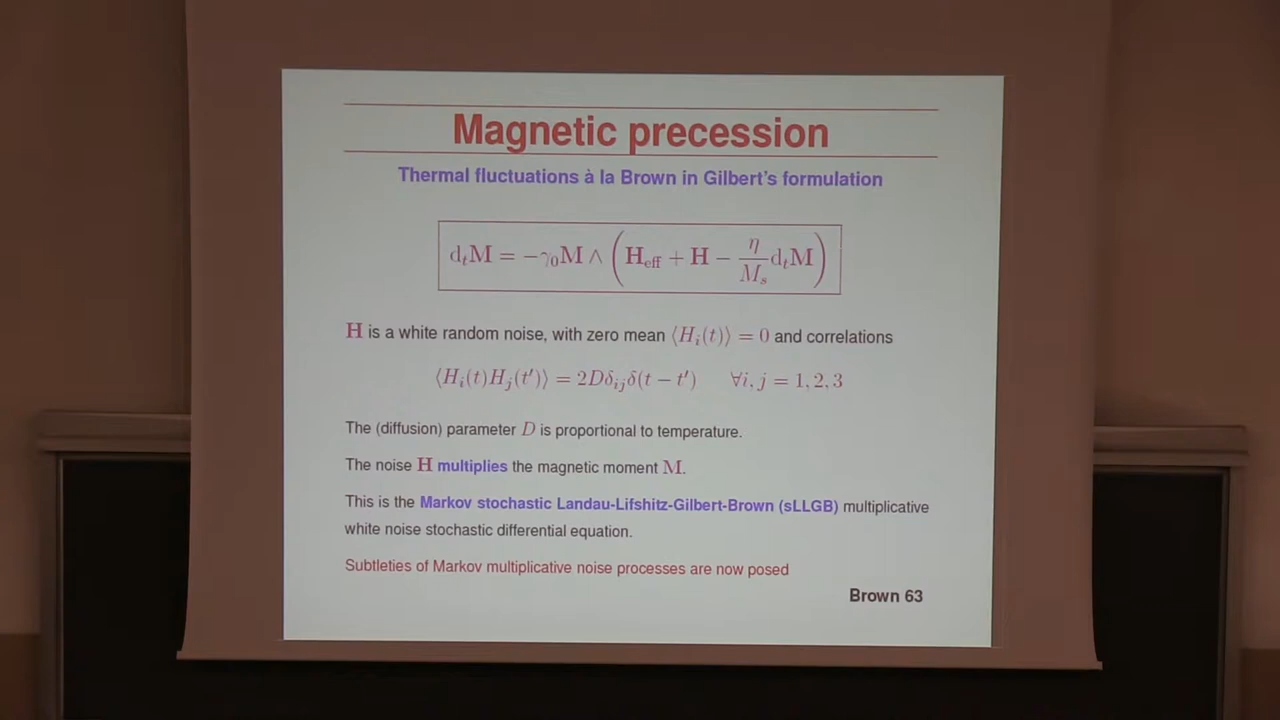 Magnetic precession
Thermal fluctuations à la Brown in Gilbert's formulation
d_t M = −γ_0 M ∧ ( H_eff + H − η/M_s d_t M )
H is a white random noise, with zero mean ⟨H_i(t)⟩ = 0 and correlations
⟨H_i(t)H_j(t′)⟩ = 2Dδ_ij δ(t − t′) ∀i, j = 1, 2, 3
The (diffusion) parameter D is proportional to temperature.
The noise H multiplies the magnetic moment M.
This is the Markov stochastic Landau-Lifshitz-Gilbert-Brown (sLLGB) multiplicative
white noise stochastic differential equation.
Subtleties of Markov multiplicative noise processes are now posed
Brown 63